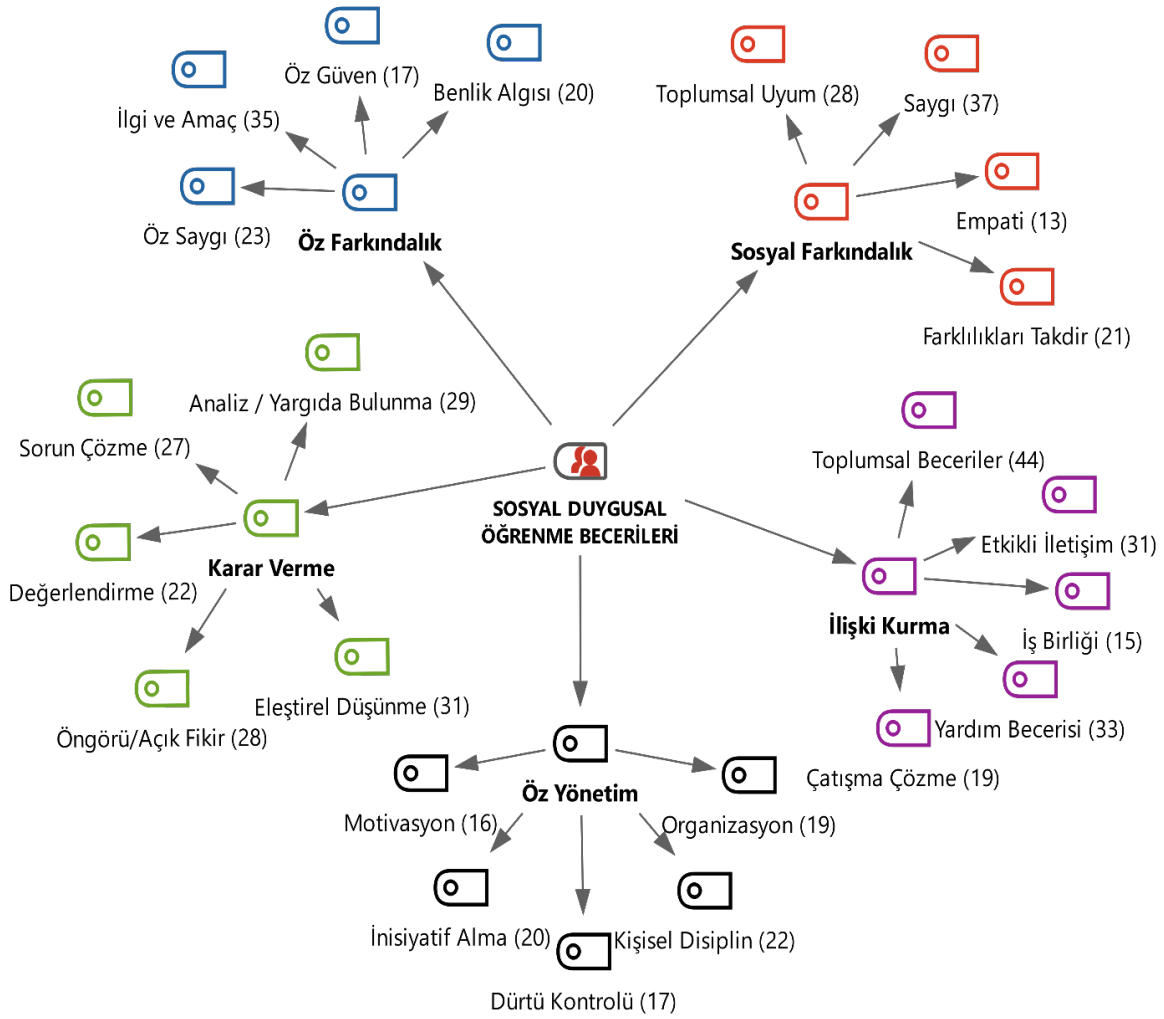 Öz Güven (17)
Benlik Algısı (20)
İlgi ve Amaç (35)
Öz Saygı (23)
Öz Farkındalık
Toplumsal Uyum (28)
Saygı (37)
Empati (13)
Sosyal Farkındalık
Farklılıkları Takdir (21)
Analiz / Yargıda Bulunma (29)
Sorun Çözme (27)
Değerlendirme (22)
Karar Verme
Öngörü/Açık Fikir (28)
Eleştirel Düşünme (31)
SOSYAL DUYGUSAL
ÖĞRENME BECERİLERİ
Toplumsal Beceriler (44)
Etkikli İletişim (31)
İlişki Kurma
İş Birliği (15)
Yardım Becerisi (33)
Çatışma Çözme (19)
Öz Yönetim
Motivasyon (16)
Organizasyon (19)
İnisiyatif Alma (20)
Kişisel Disiplin (22)
Dürtü Kontrolü (17)